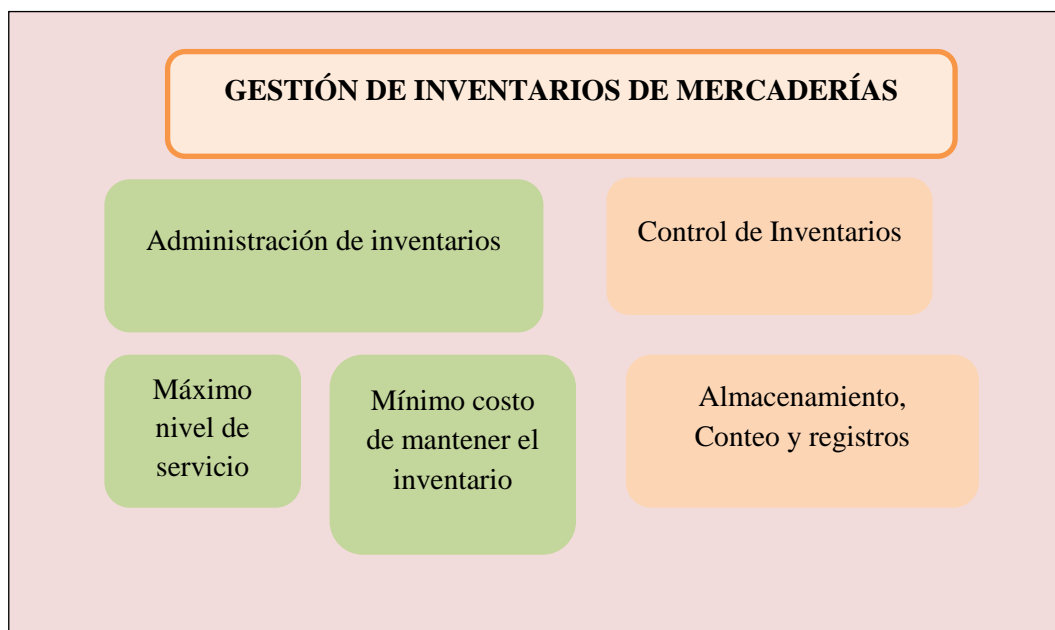 GESTIÓN DE INVENTARIOS DE MERCADERÍAS
Administración de inventarios
Control de Inventarios
Máximo
nivel de
servicio
Mínimo costo
de mantener el
inventario
Almacenamiento,
Conteo y registros